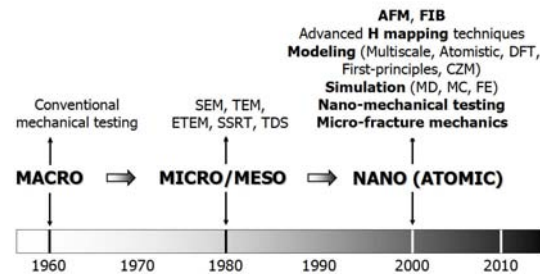 AFM, FIB
Advanced H mapping techniques
Modeling (Multiscale, Atomistic, DFT,
First-principles, CZM)
Simulation (MD, MC, FE)
Nano-mechanical testing
Micro-fracture mechanics
Conventional
mechanical testing
SEM, TEM,
ETEM, SSRT, TDS
MACRO
MICRO/MESO
NANO (ATOMIC)
1960
1970
1980
1990
2000
2010